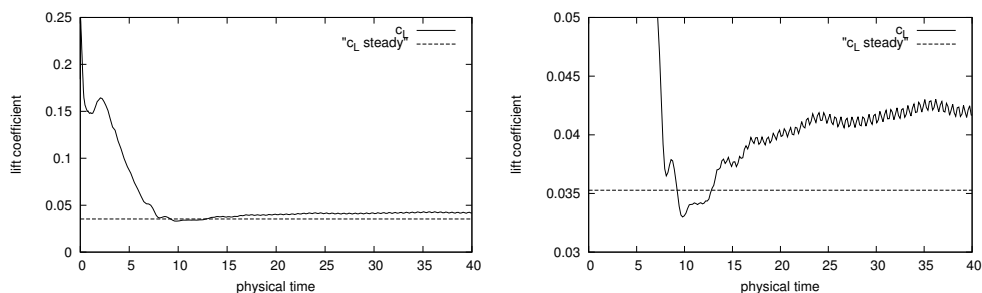 0.25
0.2
0.15
0.1
0.05
0
0 5 10 15 20 25 30 35 40
lift coefficient
physical time
c_L
"c_L steady"
0.05
0.045
0.04
0.035
0.03
0 5 10 15 20 25 30 35 40
lift coefficient
physical time
c_L
"c_L steady"